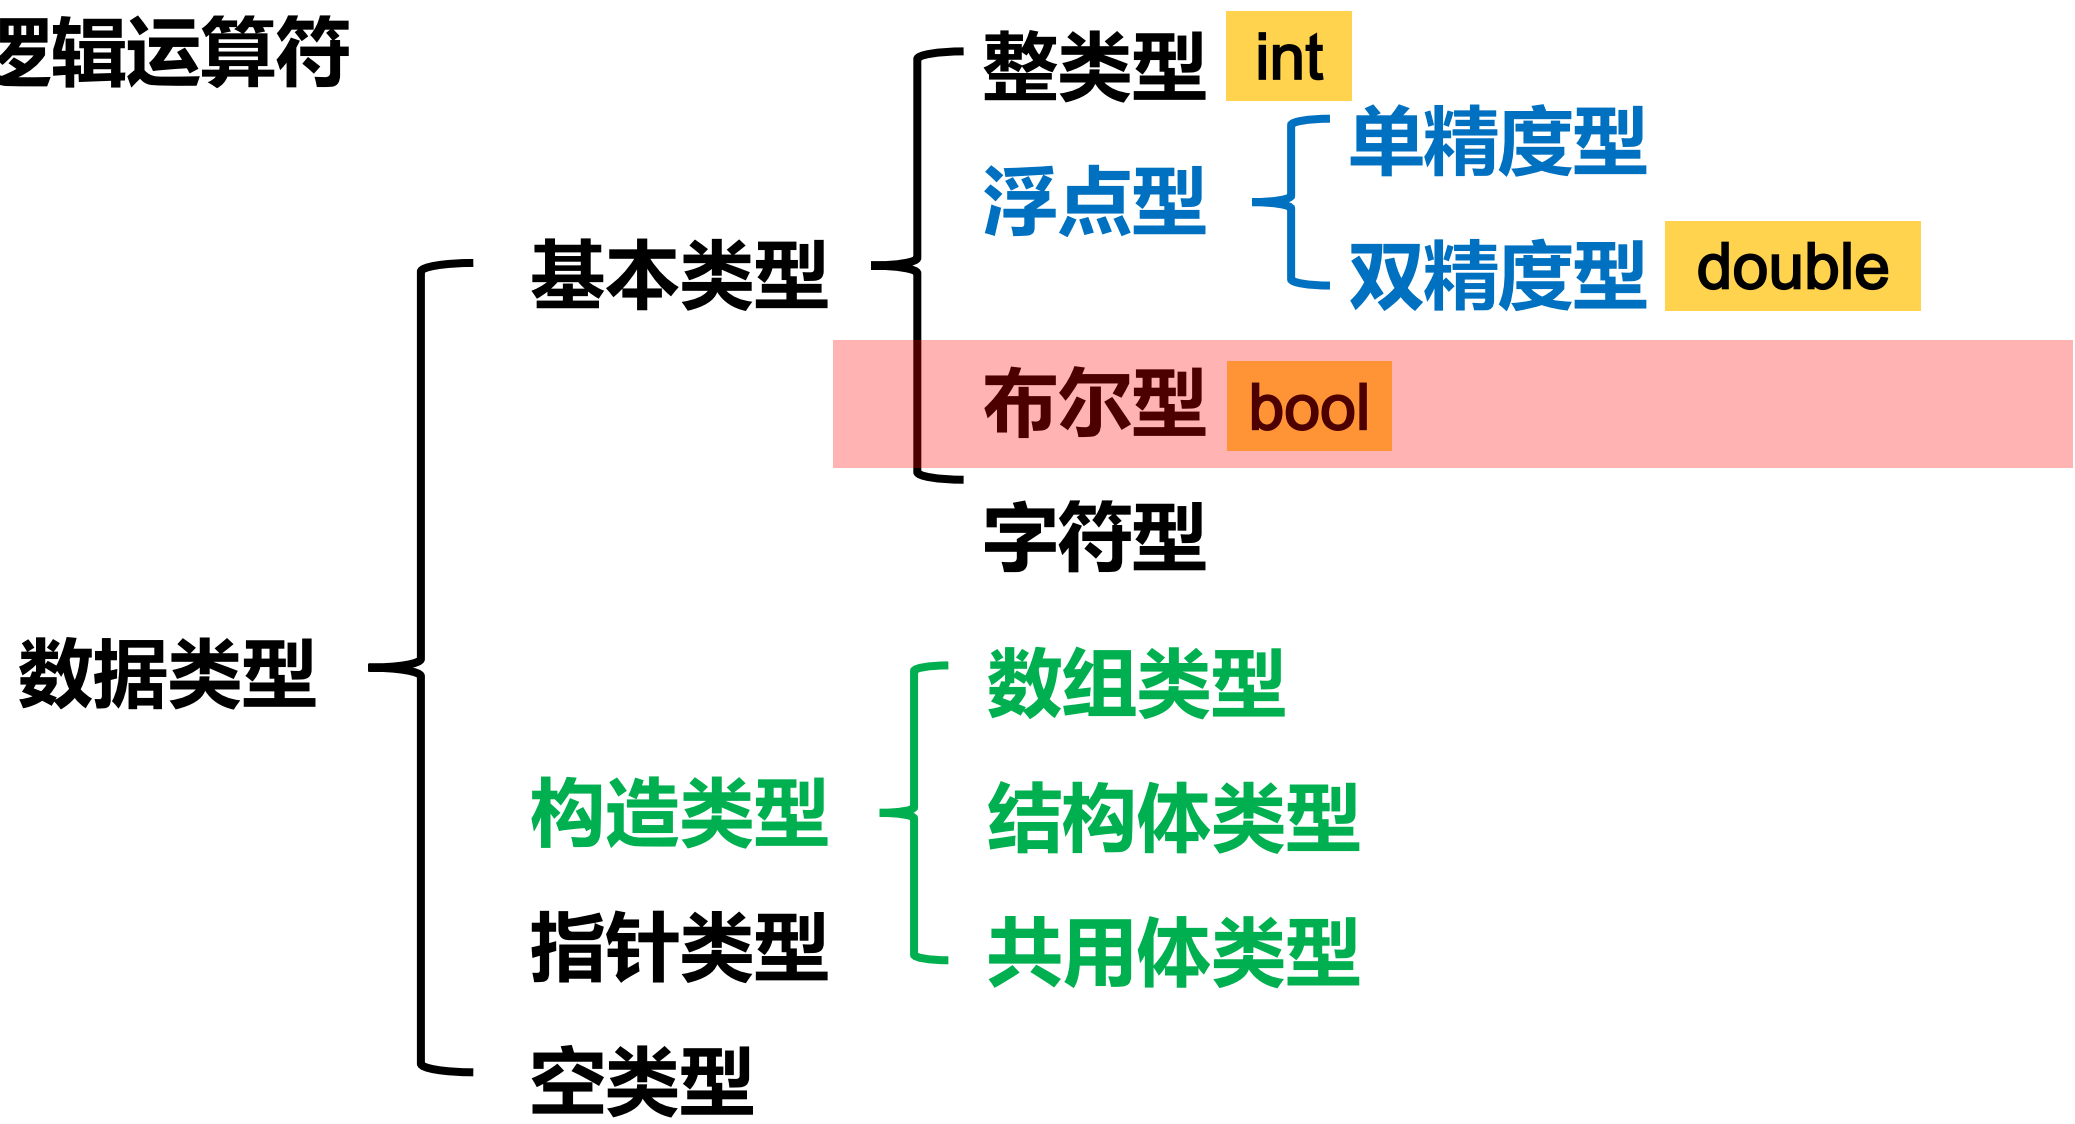 逻辑运算符
整类型 int
单精度型
浮点型
双精度型 double
基本类型
布尔型 bool
字符型
数据类型
数组类型
构造类型
结构体类型
指针类型
共用体类型
空类型